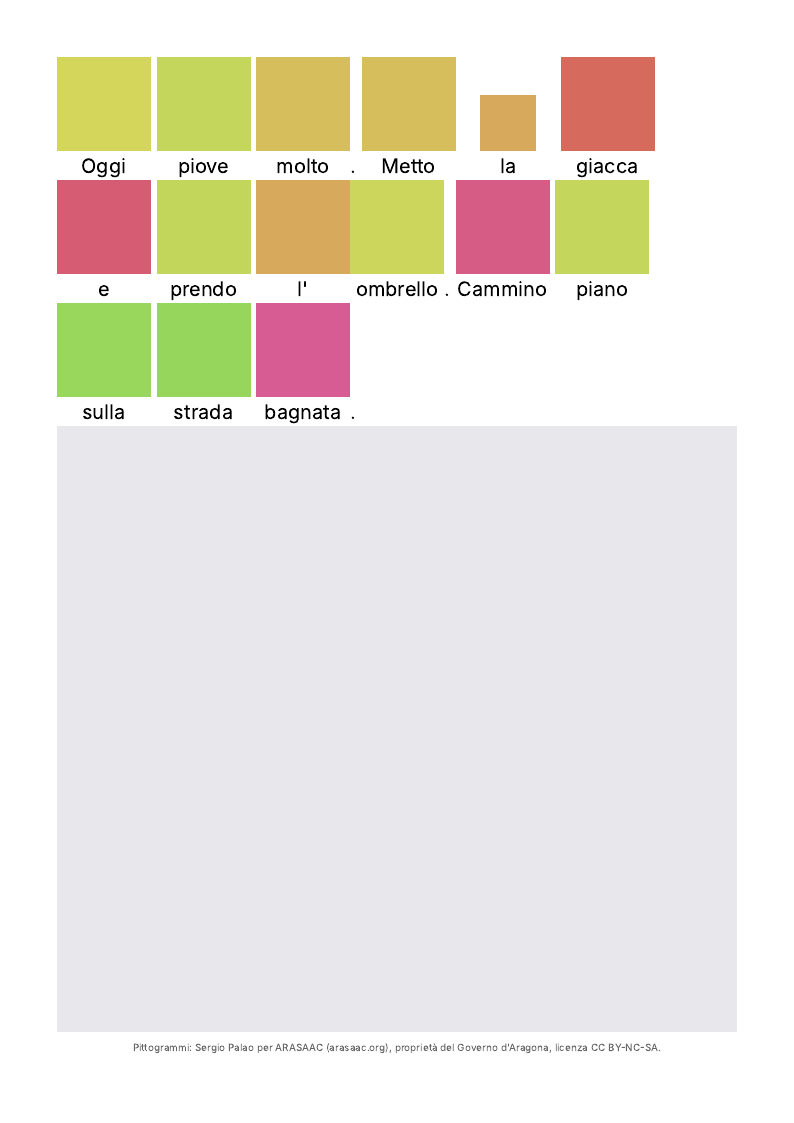 Oggi piove molto . Metto la giacca
e prendo l' ombrello . Cammino piano
sulla strada bagnata .
Pittogrammi: Sergio Palao per ARASAAC (arasaac.org), proprietà del Governo d'Aragona, licenza CC BY-NC-SA.